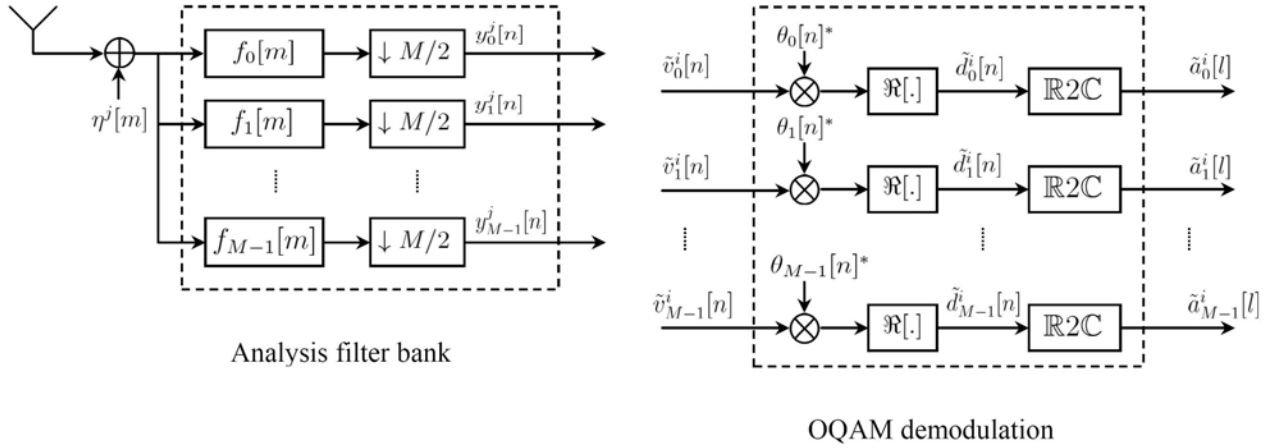 f_0[m]
↓ M/2
y_0^j[n]
η^j[m]
f_1[m]
↓ M/2
y_1^j[n]
f_{M−1}[m]
↓ M/2
y_{M−1}^j[n]
Analysis filter bank
θ_0[n]*
ṽ_0^i[n]
ℜ[.]
d̃_0^i[n]
ℝ2ℂ
ã_0^i[l]
θ_1[n]*
ṽ_1^i[n]
ℜ[.]
d̃_1^i[n]
ℝ2ℂ
ã_1^i[l]
θ_{M−1}[n]*
ṽ_{M−1}^i[n]
ℜ[.]
d̃_{M−1}^i[n]
ℝ2ℂ
ã_{M−1}^i[l]
OQAM demodulation